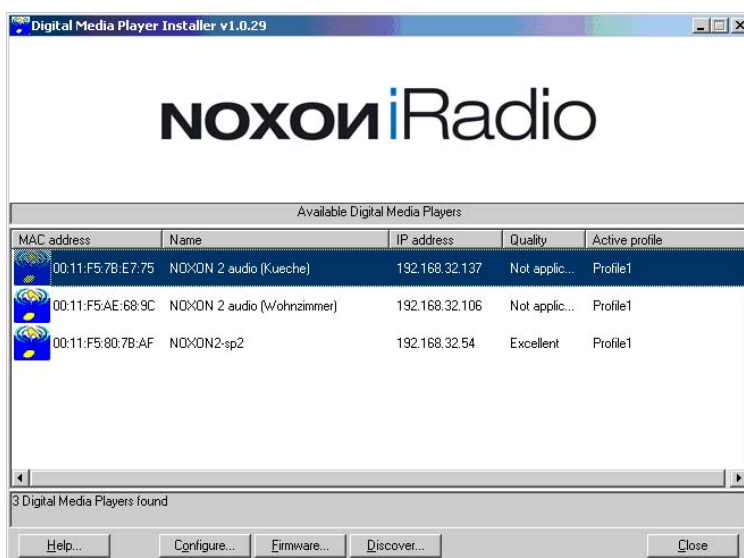 Digital Media Player Installer v1.0.29
NOXON iRadio
Available Digital Media Players
MAC address Name IP address Quality Active profile
00:11:F5:7B:E7:75 NOXON 2 audio (Kueche) 192.168.32.137 Not applic... Profile1
00:11:F5:AE:68:9C NOXON 2 audio (Wohnzimmer) 192.168.32.106 Not applic... Profile1
00:11:F5:80:7B:AF NOXON2-sp2 192.168.32.54 Excellent Profile1
3 Digital Media Players found
Help... Configure... Firmware... Discover... Close